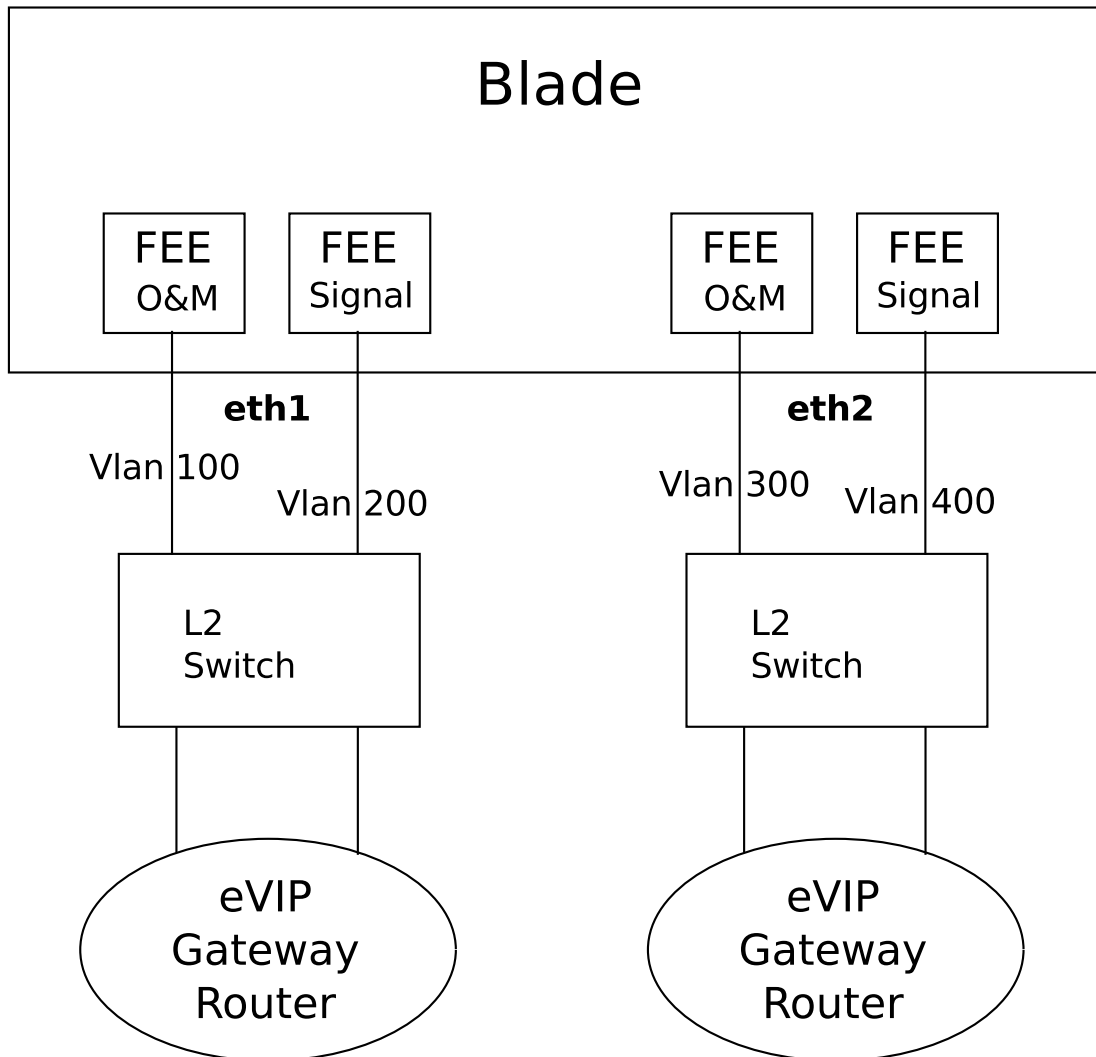 Blade
FEE
O&M
FEE
Signal
FEE
O&M
FEE
Signal
eth1
eth2
Vlan 100
Vlan 200
Vlan 300
Vlan 400
L2
Switch
L2
Switch
eVIP
Gateway
Router
eVIP
Gateway
Router